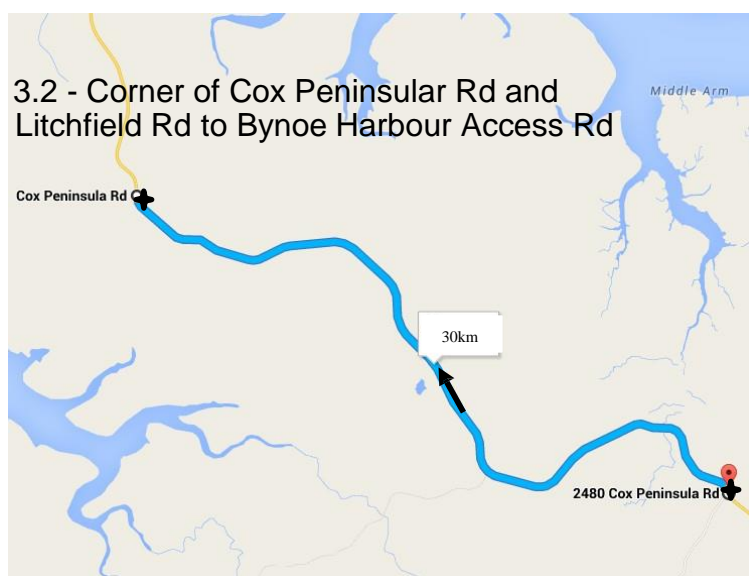 3.2 - Corner of Cox Peninsular Rd and
Litchfield Rd to Bynoe Harbour Access Rd
Middle Arm
Cox Peninsula Rd
30km
2480 Cox Peninsula Rd